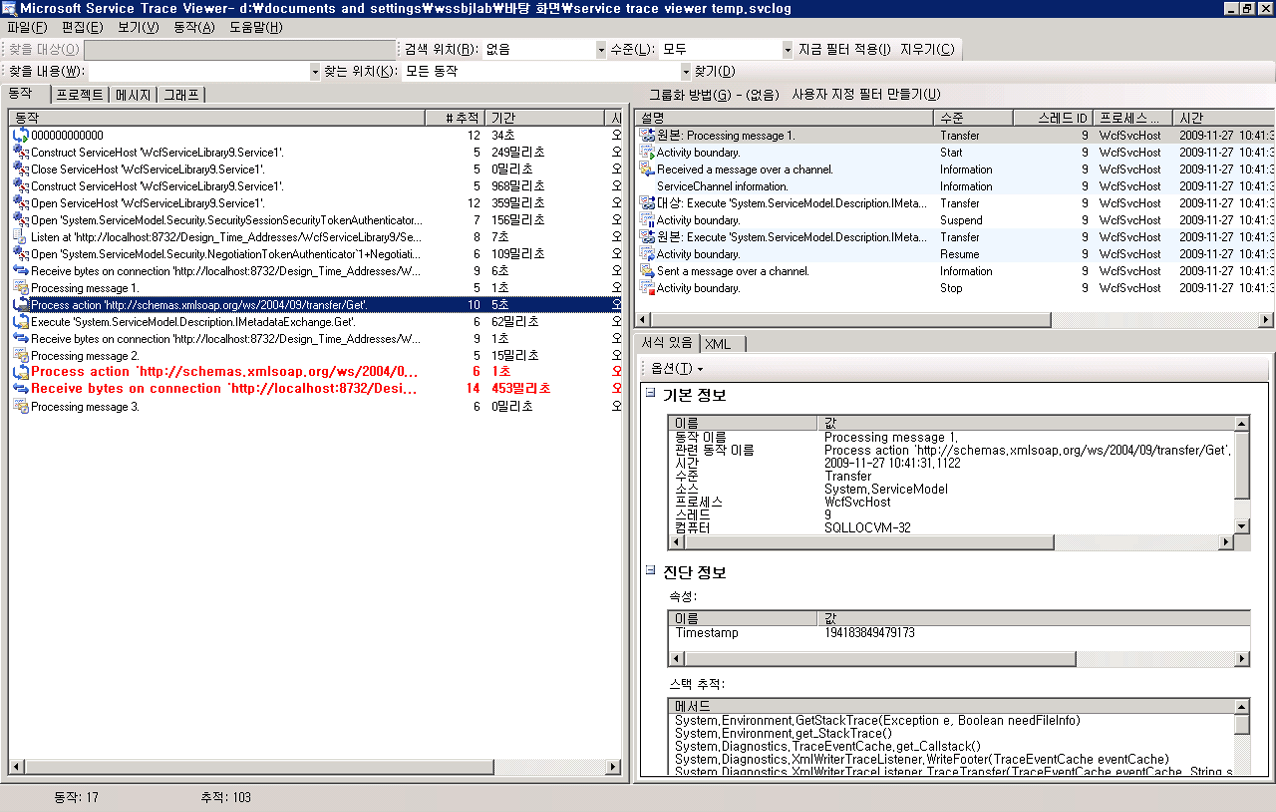 Microsoft Service Trace Viewer- d:₩documents and settings₩wssbjlab₩바탕 화면₩service trace viewer temp.svclog
파일(F) 편집(E) 보기(V) 동작(A) 도움말(H)
찾을 대상(O) 검색 위치(R): 없음 수준(L): 모두 지금 필터 적용(I) 지우기(C)
찾을 내용(W): 찾는 위치(K): 모든 동작 찾기(D)
동작 프로젝트 메시지 그래프
동작 # 추적 기간 시
000000000000 12 34초 오
Construct ServiceHost 'WcfServiceLibrary9.Service1'. 5 249밀리초 오
Close ServiceHost 'WcfServiceLibrary9.Service1'. 5 0밀리초 오
Construct ServiceHost 'WcfServiceLibrary9.Service1'. 5 968밀리초 오
Open ServiceHost 'WcfServiceLibrary9.Service1'. 12 359밀리초 오
Open 'System.ServiceModel.Security.SecuritySessionSecurityTokenAuthenticator... 7 156밀리초 오
Listen at 'http://localhost:8732/Design_Time_Addresses/WcfServiceLibrary9/Se... 8 7초 오
Open 'System.ServiceModel.Security.NegotiationTokenAuthenticator`1+Negotiati... 6 109밀리초 오
Receive bytes on connection 'http://localhost:8732/Design_Time_Addresses/W... 9 6초 오
Processing message 1. 5 1초 오
Process action 'http://schemas.xmlsoap.org/ws/2004/09/transfer/Get'. 10 5초 오
Execute 'System.ServiceModel.Description.IMetadataExchange.Get'. 6 62밀리초 오
Receive bytes on connection 'http://localhost:8732/Design_Time_Addresses/W... 9 1초 오
Processing message 2. 5 15밀리초 오
Process action 'http://schemas.xmlsoap.org/ws/2004/0... 6 1초 오
Receive bytes on connection 'http://localhost:8732/Desi... 14 453밀리초 오
Processing message 3. 6 0밀리초 오
그룹화 방법(G) - (없음) 사용자 지정 필터 만들기(U)
설명 수준 스레드 ID 프로세스 ... 시간
원본: Processing message 1. Transfer 9 WcfSvcHost 2009-11-27 10:41:3
Activity boundary. Start 9 WcfSvcHost 2009-11-27 10:41:3
Received a message over a channel. Information 9 WcfSvcHost 2009-11-27 10:41:3
ServiceChannel information. Information 9 WcfSvcHost 2009-11-27 10:41:3
대상: Execute 'System.ServiceModel.Description.IMeta... Transfer 9 WcfSvcHost 2009-11-27 10:41:3
Activity boundary. Suspend 9 WcfSvcHost 2009-11-27 10:41:3
원본: Execute 'System.ServiceModel.Description.IMeta... Transfer 9 WcfSvcHost 2009-11-27 10:41:3
Activity boundary. Resume 9 WcfSvcHost 2009-11-27 10:41:3
Sent a message over a channel. Information 9 WcfSvcHost 2009-11-27 10:41:3
Activity boundary. Stop 9 WcfSvcHost 2009-11-27 10:41:3
서식 있음 XML
옵션(T)
기본 정보
이름 값
동작 이름 Processing message 1.
관련 동작 이름 Process action 'http://schemas.xmlsoap.org/ws/2004/09/transfer/Get'.
시간 2009-11-27 10:41:31.1122
수준 Transfer
소스 System.ServiceModel
프로세스 WcfSvcHost
스레드 9
컴퓨터 SQLLOCVM-32
진단 정보
속성:
이름 값
Timestamp 194183849479173
스택 추적:
메서드
System.Environment.GetStackTrace(Exception e, Boolean needFileInfo)
System.Environment.get_StackTrace()
System.Diagnostics.TraceEventCache.get_Callstack()
System.Diagnostics.XmlWriterTraceListener.WriteFooter(TraceEventCache eventCache)
System.Diagnostics.XmlWriterTraceListener.TraceTransfer(TraceEventCache eventCache, String s
동작: 17 추적: 103